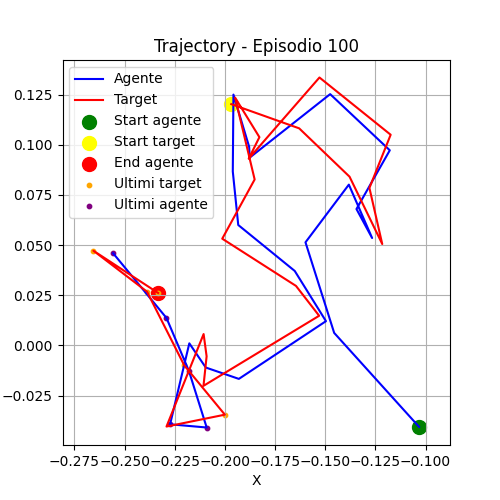 Trajectory - Episodio 100
Agente
Target
Start agente
Start target
End agente
Ultimi target
Ultimi agente
0.125
0.100
0.075
0.050
0.025
0.000
−0.025
−0.275 −0.250 −0.225 −0.200 −0.175 −0.150 −0.125 −0.100
X